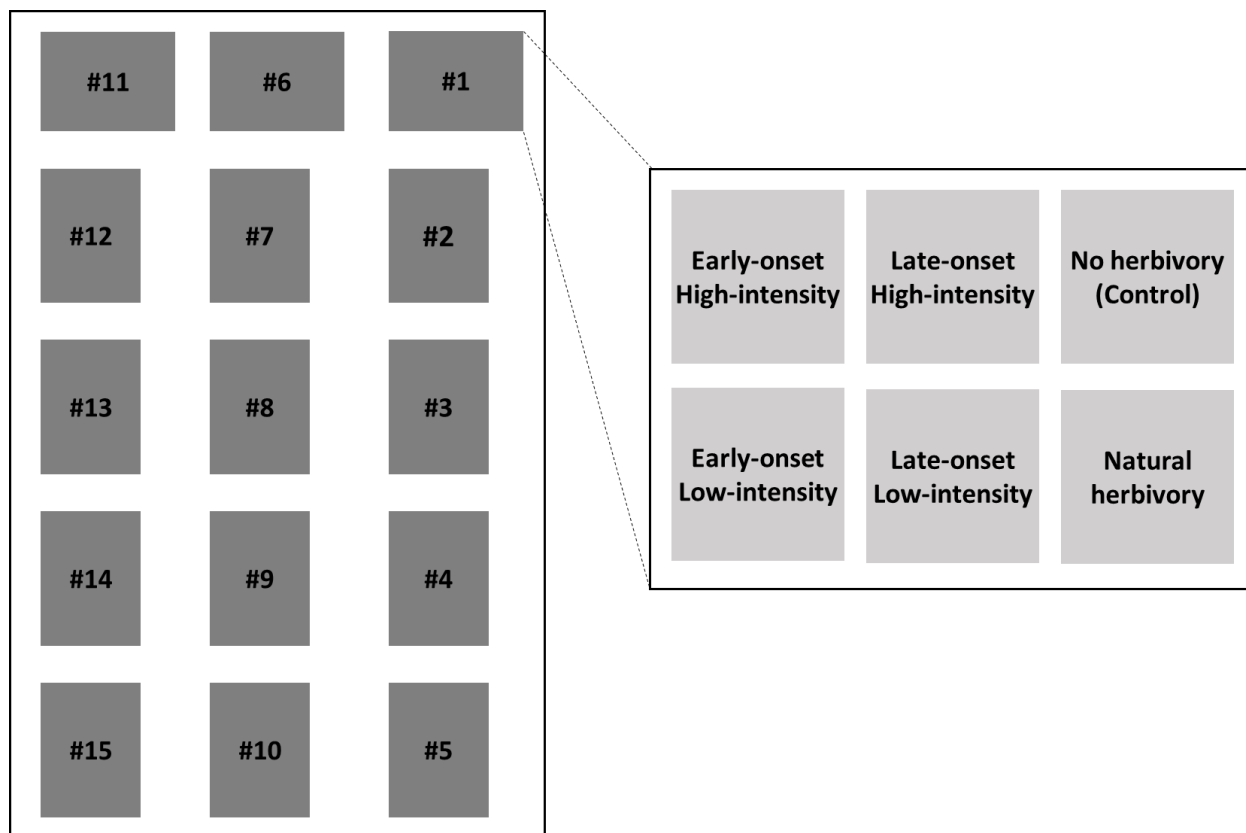 #11
#6
#1
#12
#7
#2
#13
#8
#3
#14
#9
#4
#15
#10
#5
Early-onset
High-intensity
Late-onset
High-intensity
No herbivory
(Control)
Early-onset
Low-intensity
Late-onset
Low-intensity
Natural
herbivory